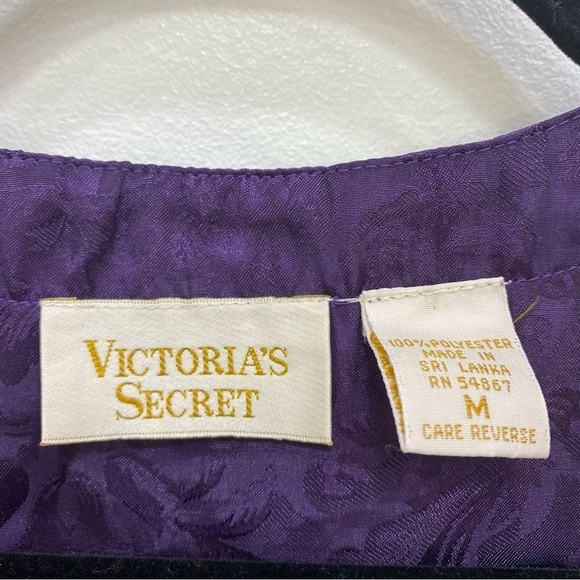 VICTORIA'S
SECRET
100% POLYESTER
MADE IN
SRI LANKA
RN 54867
M
CARE REVERSE